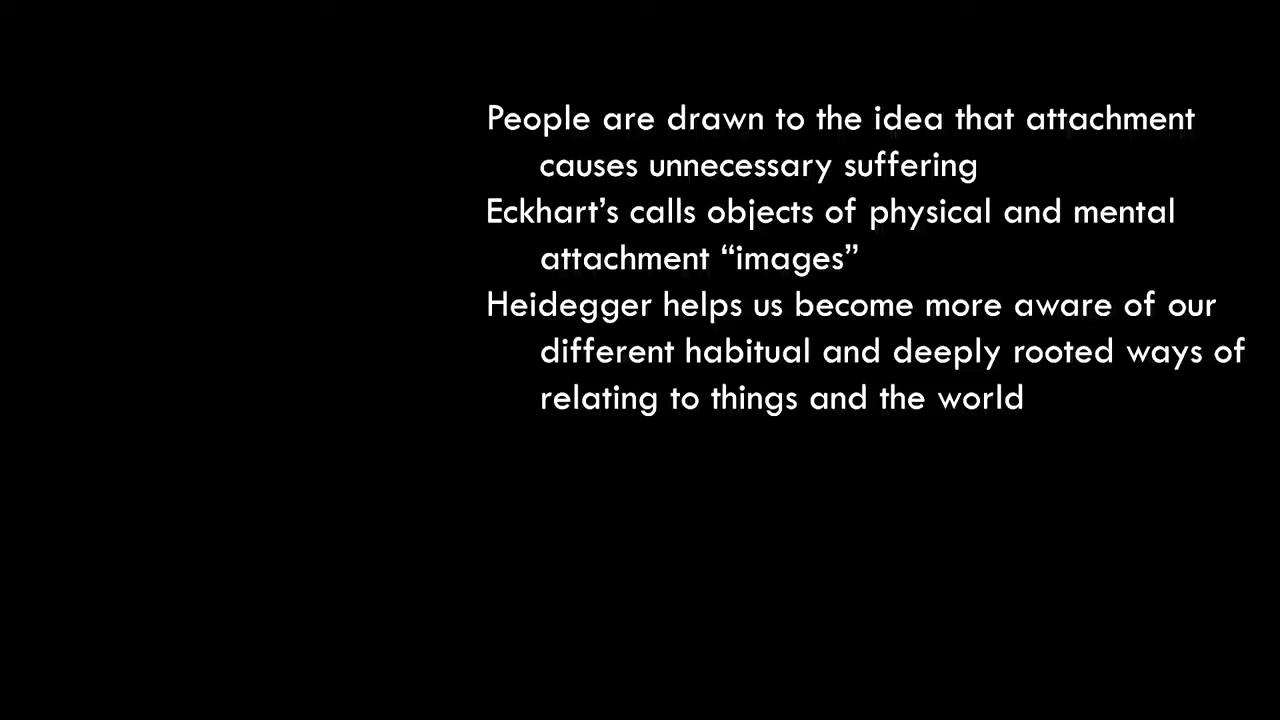 People are drawn to the idea that attachment
causes unnecessary suffering
Eckhart’s calls objects of physical and mental
attachment “images”
Heidegger helps us become more aware of our
different habitual and deeply rooted ways of
relating to things and the world